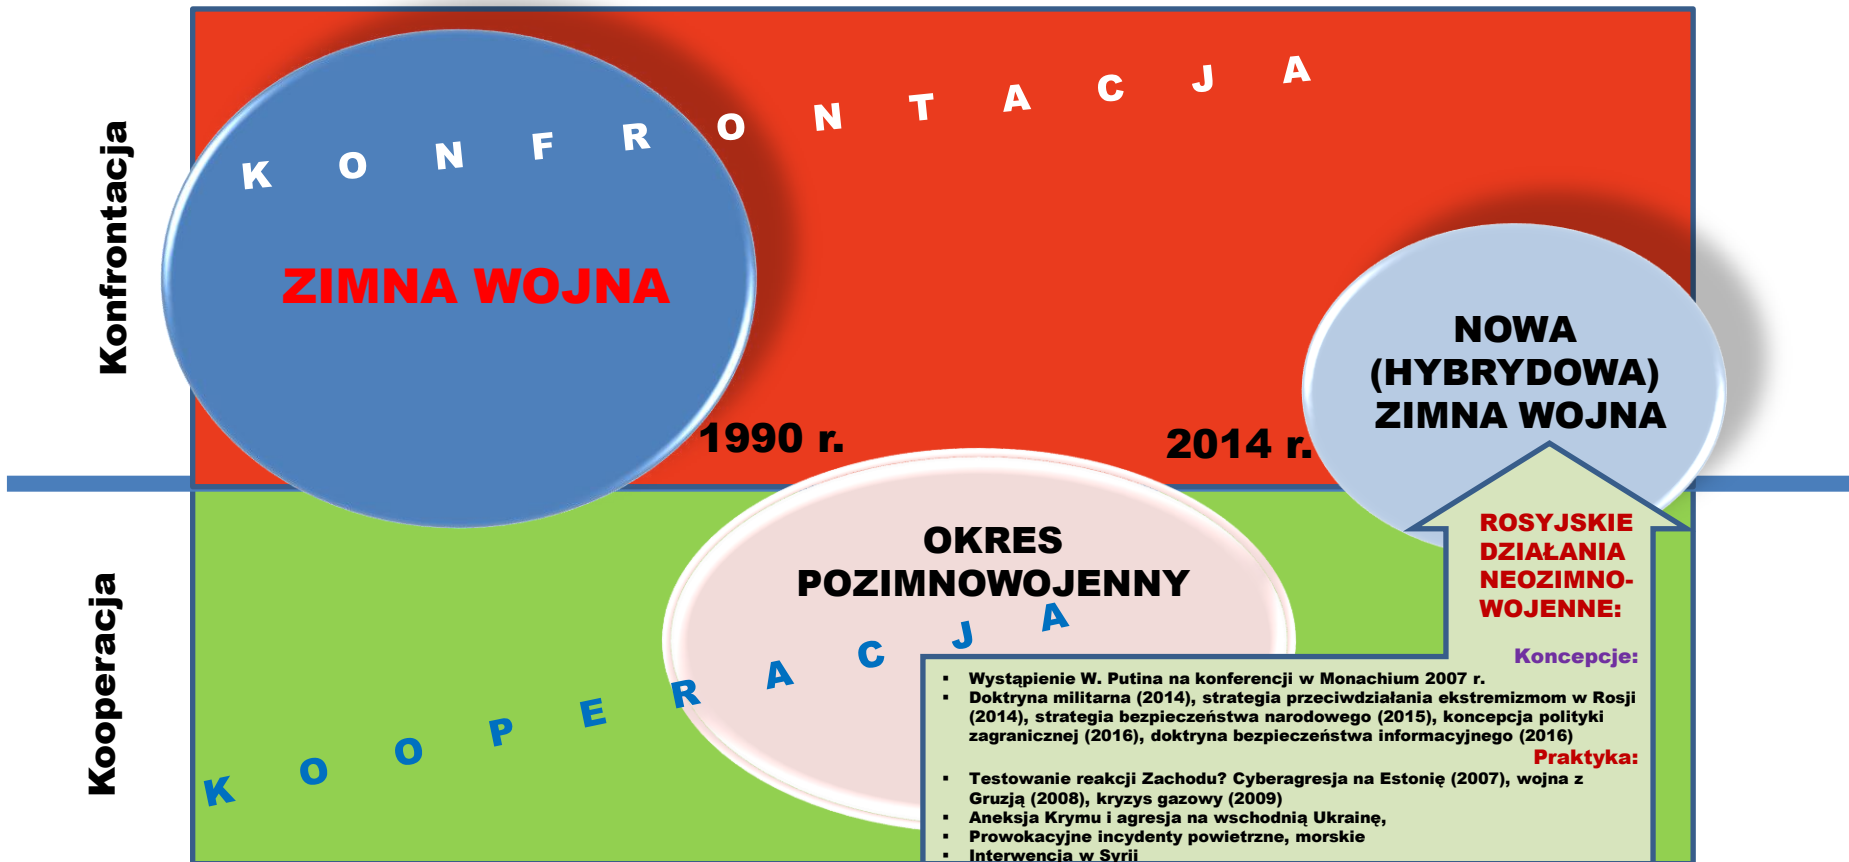 Konfrontacja
K O N F R O N T A C J A
ZIMNA WOJNA
NOWA
(HYBRYDOWA)
ZIMNA WOJNA
1990 r.
2014 r.
Kooperacja
OKRES
POZIMNOWOJENNY
K O O P E R A C J A
ROSYJSKIE
DZIAŁANIA
NEOZIMNO-
WOJENNE:
Koncepcje:
▪ Wystąpienie W. Putina na konferencji w Monachium 2007 r.
▪ Doktryna militarna (2014), strategia przeciwdziałania ekstremizmom w Rosji
(2014), strategia bezpieczeństwa narodowego (2015), koncepcja polityki
zagranicznej (2016), doktryna bezpieczeństwa informacyjnego (2016)
Praktyka:
▪ Testowanie reakcji Zachodu? Cyberagresja na Estonię (2007), wojna z
Gruzją (2008), kryzys gazowy (2009)
▪ Aneksja Krymu i agresja na wschodnią Ukrainę,
▪ Prowokacyjne incydenty powietrzne, morskie
▪ Interwencja w Syrii